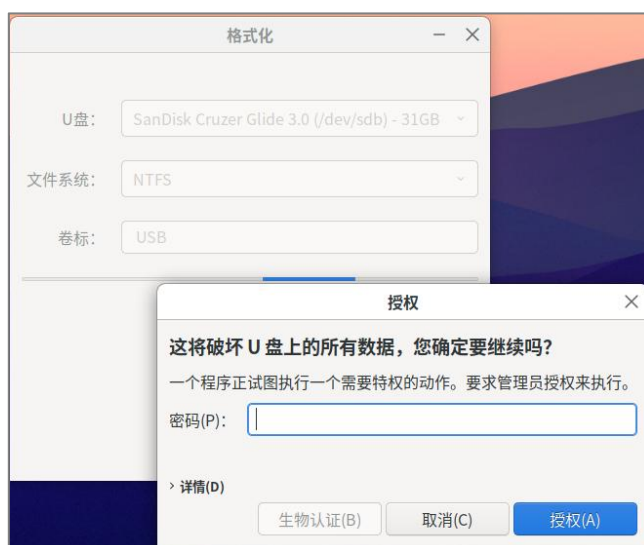 格式化
U盘： SanDisk Cruzer Glide 3.0 (/dev/sdb) - 31GB
文件系统： NTFS
卷标： USB
授权
这将破坏 U 盘上的所有数据，您确定要继续吗？
一个程序正试图执行一个需要特权的动作。要求管理员授权来执行。
密码(P)：
详情(D)
生物认证(B) 取消(C) 授权(A)